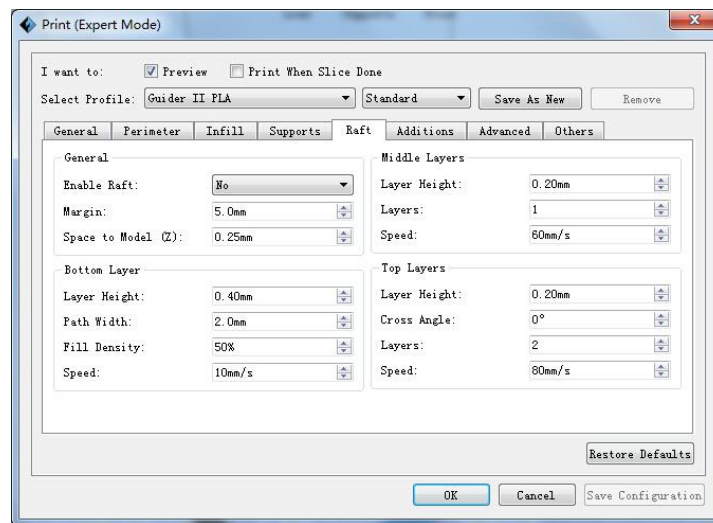 Print (Expert Mode)
I want to: Preview Print When Slice Done
Select Profile: Guider II PLA Standard Save As New Remove
General Perimeter Infill Supports Raft Additions Advanced Others
General
Enable Raft: No
Margin: 5.0mm
Space to Model (Z): 0.25mm
Middle Layers
Layer Height: 0.20mm
Layers: 1
Speed: 60mm/s
Bottom Layer
Layer Height: 0.40mm
Path Width: 2.0mm
Fill Density: 50%
Speed: 10mm/s
Top Layers
Layer Height: 0.20mm
Cross Angle: 0°
Layers: 2
Speed: 80mm/s
Restore Defaults
OK Cancel Save Configuration